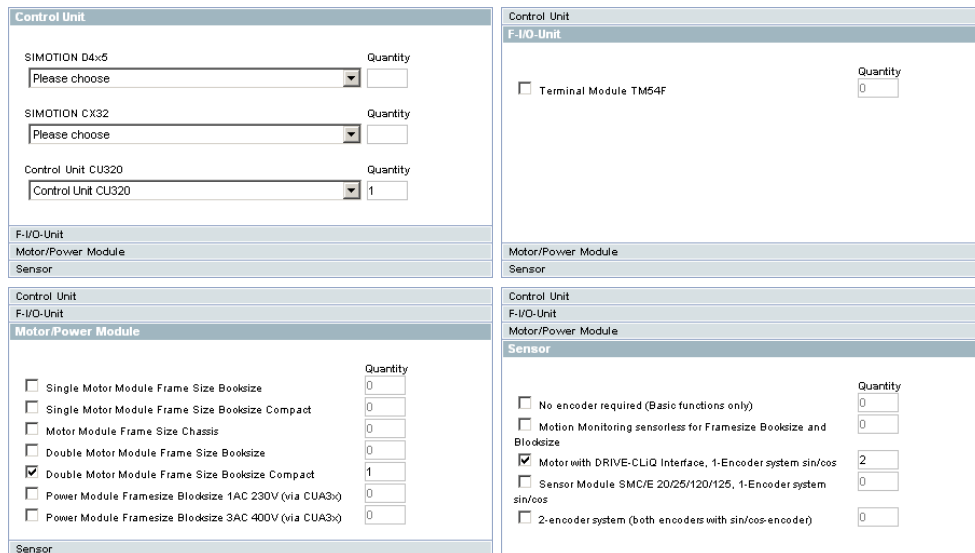 Control Unit
SIMOTION D4x5
Quantity
Please choose
SIMOTION CX32
Quantity
Please choose
Control Unit CU320
Quantity
Control Unit CU320
1
F-I/O-Unit
Motor/Power Module
Sensor
Control Unit
F-I/O-Unit
Quantity
Terminal Module TM54F
0
Motor/Power Module
Sensor
Control Unit
F-I/O-Unit
Motor/Power Module
Quantity
Single Motor Module Frame Size Booksize
0
Single Motor Module Frame Size Booksize Compact
0
Motor Module Frame Size Chassis
0
Double Motor Module Frame Size Booksize
0
Double Motor Module Frame Size Booksize Compact
1
Power Module Framesize Blocksize 1AC 230V (via CUA3x)
0
Power Module Framesize Blocksize 3AC 400V (via CUA3x)
0
Sensor
Control Unit
F-I/O-Unit
Motor/Power Module
Sensor
Quantity
No encoder required (Basic functions only)
0
Motion Monitoring sensorless for Framesize Booksize and
Blocksize
0
Motor with DRIVE-CLiQ Interface, 1-Encoder system sin/cos
2
Sensor Module SMC/E 20/25/120/125, 1-Encoder system
sin/cos
0
2-encoder system (both encoders with sin/cos-encoder)
0